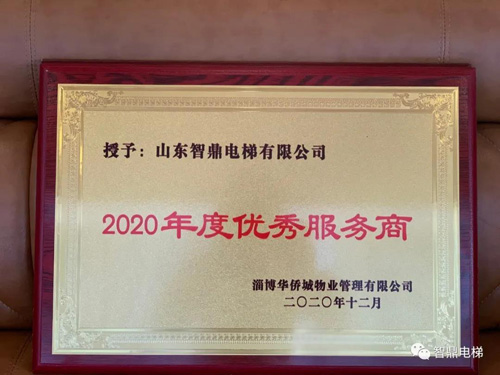 授予：山东智鼎电梯有限公司
2020年度优秀服务商
淄博华侨城物业管理有限公司
二〇二〇年十二月
智鼎电梯